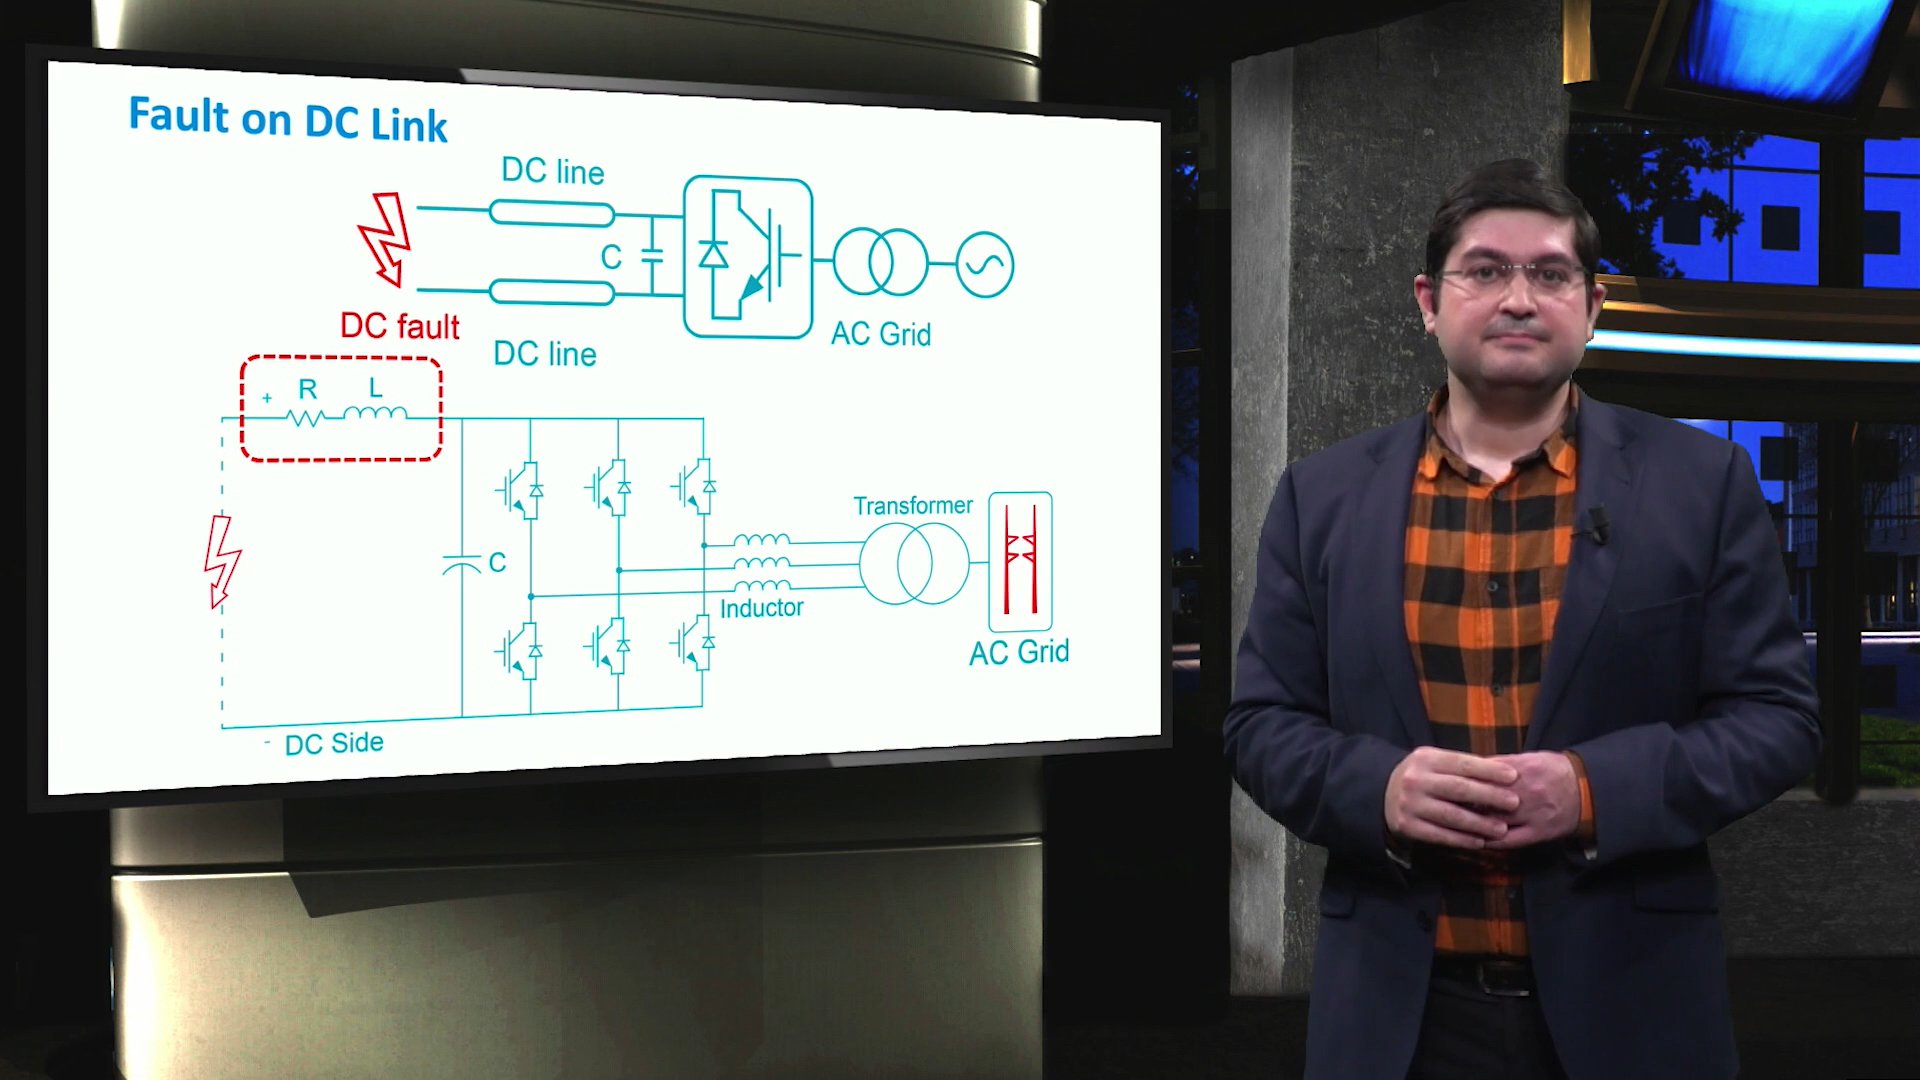 Fault on DC Link
DC line
C
DC fault
DC line
AC Grid
+ R L
C
Transformer
Inductor
AC Grid
- DC Side